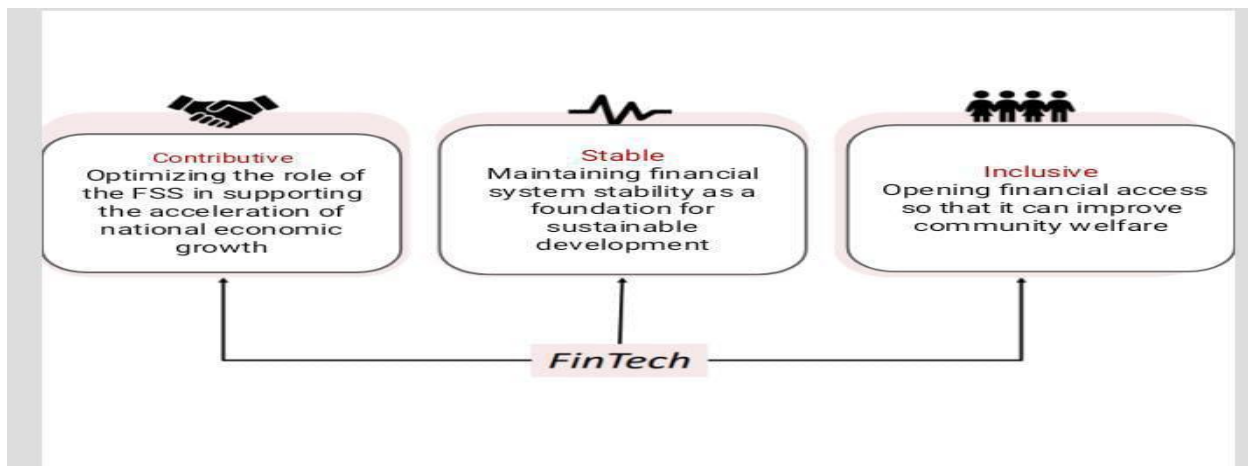 Contributive
Optimizing the role of
the FSS in supporting
the acceleration of
national economic
growth
Stable
Maintaining financial
system stability as a
foundation for
sustainable
development
Inclusive
Opening financial access
so that it can improve
community welfare
FinTech